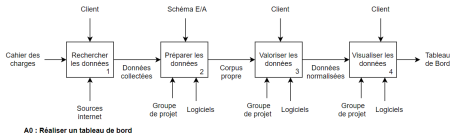 Client
Schéma E/A
Client
Client
Cahier des
charges
Rechercher
les données
1
Données
collectées
Préparer les
données
2
Corpus
propre
Valoriser les
données
3
Données
normalisées
Visualiser les
données
4
Tableau
de Bord
Sources
internet
Groupe
de projet
Logiciels
Groupe
de projet
Logiciels
Groupe
de projet
Logiciels
A0 : Réaliser un tableau de bord